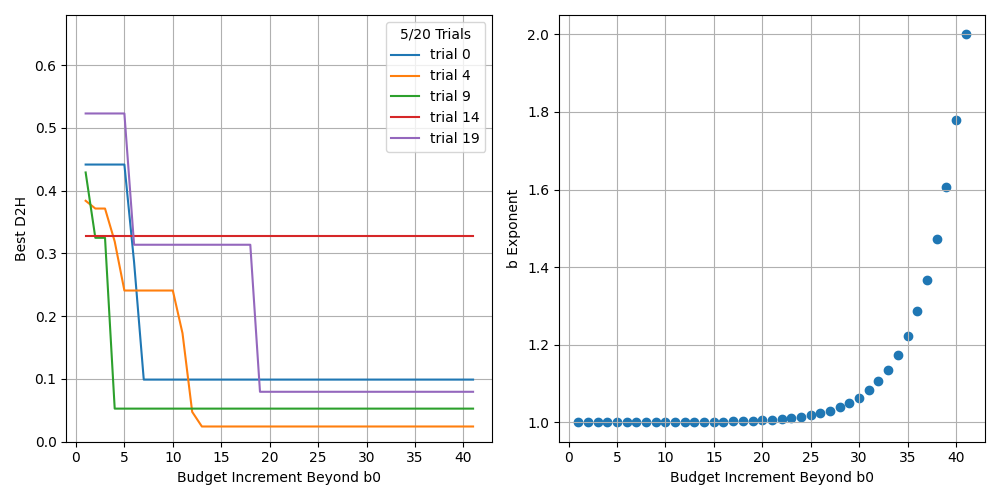 5/20 Trials
trial 0
trial 4
trial 9
trial 14
trial 19
Best D2H
0.6
0.5
0.4
0.3
0.2
0.1
0.0
0 5 10 15 20 25 30 35 40
Budget Increment Beyond b0
b Exponent
2.0
1.8
1.6
1.4
1.2
1.0
0 5 10 15 20 25 30 35 40
Budget Increment Beyond b0